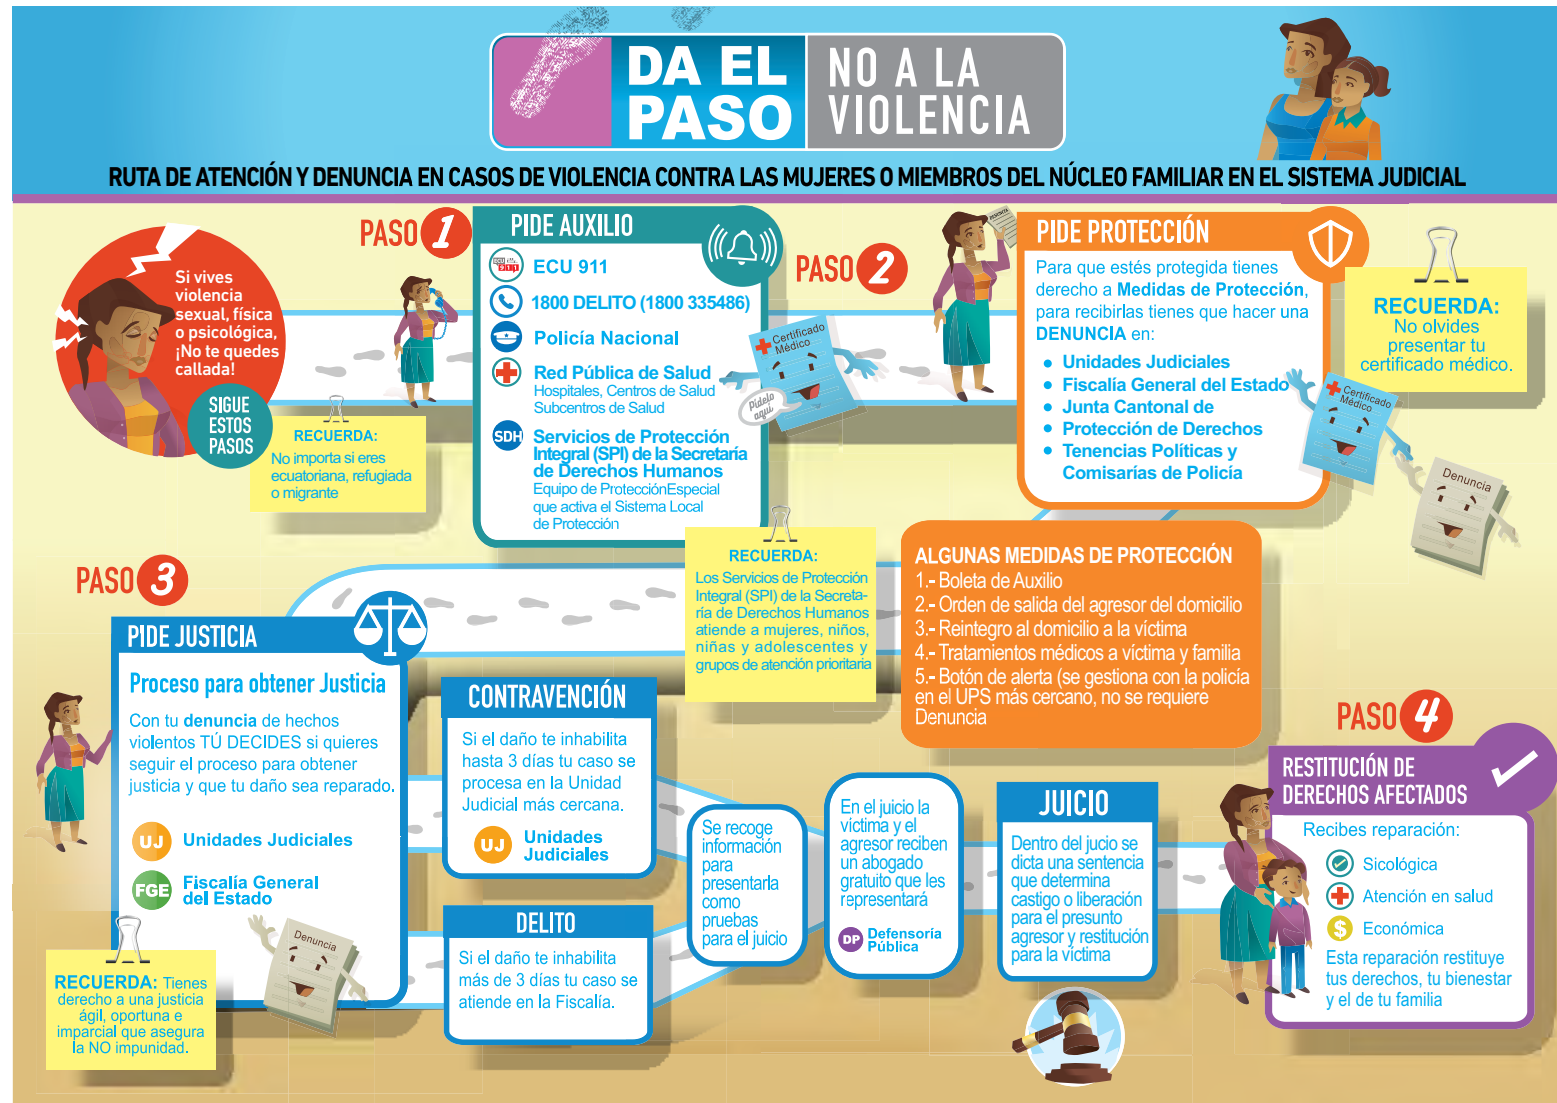 DA EL
PASO
NO A LA
VIOLENCIA
RUTA DE ATENCIÓN Y DENUNCIA EN CASOS DE VIOLENCIA CONTRA LAS MUJERES O MIEMBROS DEL NÚCLEO FAMILIAR EN EL SISTEMA JUDICIAL
Si vives
violencia
sexual, física
o psicológica,
¡No te quedes
callada!
SIGUE
ESTOS
PASOS
RECUERDA:
No importa si eres
ecuatoriana, refugiada
o migrante
PASO 1
PIDE AUXILIO
ECU 911
1800 DELITO (1800 335486)
Policía Nacional
Red Pública de Salud
Hospitales, Centros de Salud
Subcentros de Salud
SDH
Servicios de Protección
Integral (SPI) de la Secretaría
de Derechos Humanos
Equipo de ProtecciónEspecial
que activa el Sistema Local
de Protección
Certificado
Médico
Pídelo
aquí
RECUERDA:
Los Servicios de Protección
Integral (SPI) de la Secreta-
ría de Derechos Humanos
atiende a mujeres, niños,
niñas y adolescentes y
grupos de atención prioritaria
PASO 2
PIDE PROTECCIÓN
Para que estés protegida tienes
derecho a Medidas de Protección,
para recibirlas tienes que hacer una
DENUNCIA en:
Unidades Judiciales
Fiscalía General del Estado
Junta Cantonal de
Protección de Derechos
Tenencias Políticas y
Comisarías de Policía
RECUERDA:
No olvides
presentar tu
certificado médico.
Certificado
Médico
Denuncia
ALGUNAS MEDIDAS DE PROTECCIÓN
1.- Boleta de Auxilio
2.- Orden de salida del agresor del domicilio
3.- Reintegro al domicilio a la víctima
4.- Tratamientos médicos a víctima y familia
5.- Botón de alerta (se gestiona con la policía
en el UPS más cercano, no se requiere
Denuncia
PASO 3
PIDE JUSTICIA
Proceso para obtener Justicia
Con tu denuncia de hechos
violentos TÚ DECIDES si quieres
seguir el proceso para obtener
justicia y que tu daño sea reparado.
UJ Unidades Judiciales
FGE Fiscalía General
del Estado
Denuncia
RECUERDA: Tienes
derecho a una justicia
ágil, oportuna e
imparcial que asegura
la NO impunidad.
CONTRAVENCIÓN
Si el daño te inhabilita
hasta 3 días tu caso se
procesa en la Unidad
Judicial más cercana.
UJ Unidades
Judiciales
DELITO
Si el daño te inhabilita
más de 3 días tu caso se
atiende en la Fiscalía.
Se recoge
información
para
presentarla
como
pruebas
para el juicio
En el juicio la
víctima y el
agresor reciben
un abogado
gratuito que les
representará
DP Defensoría
Pública
JUICIO
Dentro del jucio se
dicta una sentencia
que determina
castigo o liberación
para el presunto
agresor y restitución
para la víctima
PASO 4
RESTITUCIÓN DE
DERECHOS AFECTADOS
Recibes reparación:
Sicológica
Atención en salud
$ Económica
Esta reparación restituye
tus derechos, tu bienestar
y el de tu familia